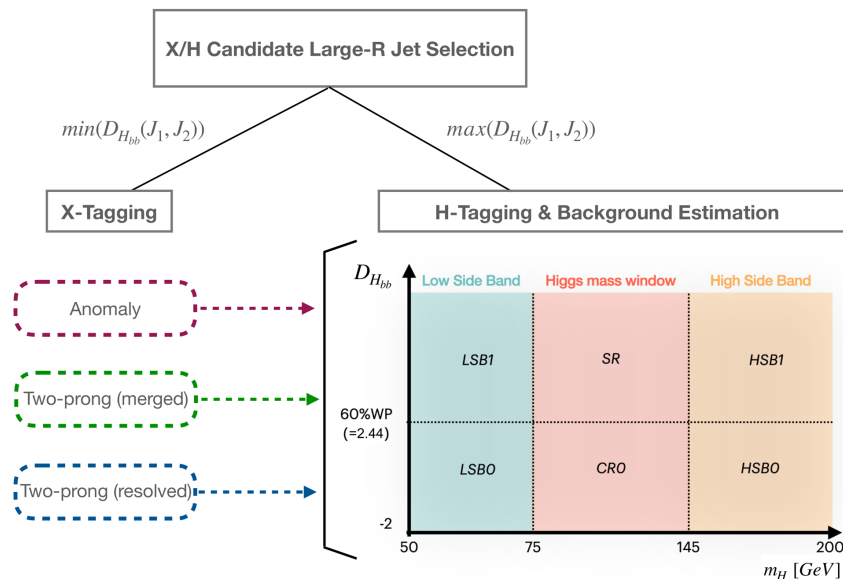 X/H Candidate Large-R Jet Selection
min(D_{H_{bb}}(J_1, J_2))
max(D_{H_{bb}}(J_1, J_2))
X-Tagging
H-Tagging & Background Estimation
D_{H_{bb}}
Low Side Band
Higgs mass window
High Side Band
Anomaly
LSB1
SR
HSB1
Two-prong (merged)
60%WP
(=2.44)
LSB0
CR0
HSB0
Two-prong (resolved)
-2
50
75
145
200
m_H [GeV]